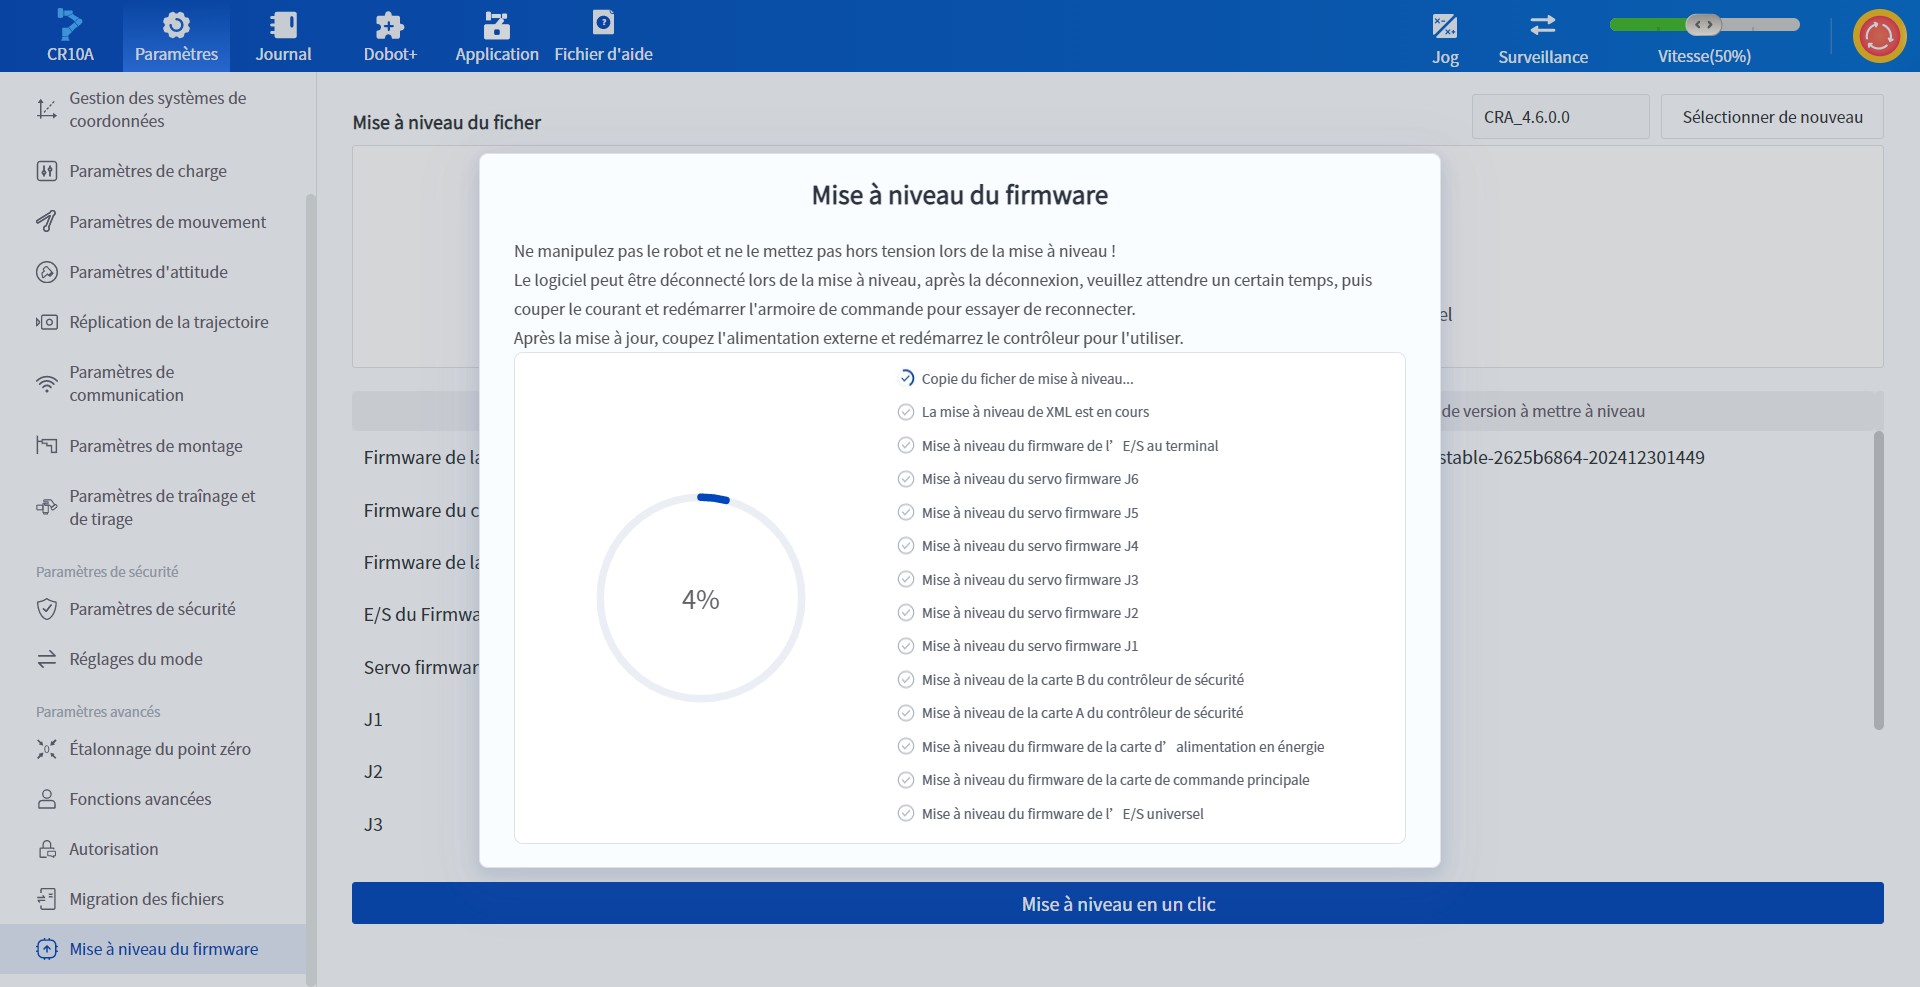 CR10A
Paramètres
Journal
Dobot+
Application
Fichier d'aide
Jog
Surveillance
Vitesse(50%)
Gestion des systèmes de
coordonnées
Paramètres de charge
Paramètres de mouvement
Paramètres d'attitude
Réplication de la trajectoire
Paramètres de
communication
Paramètres de montage
Paramètres de traînage et
de tirage
Paramètres de sécurité
Paramètres de sécurité
Réglages du mode
Paramètres avancés
Étalonnage du point zéro
Fonctions avancées
Autorisation
Migration des fichiers
Mise à niveau du firmware
Mise à niveau du ficher
CRA_4.6.0.0
Sélectionner de nouveau
el
de version à mettre à niveau
Firmware de la
stable-2625b6864-202412301449
Firmware du c
Firmware de la
E/S du Firmwa
Servo firmwar
J1
J2
J3
Mise à niveau du firmware
Ne manipulez pas le robot et ne le mettez pas hors tension lors de la mise à niveau !
Le logiciel peut être déconnecté lors de la mise à niveau, après la déconnexion, veuillez attendre un certain temps, puis
couper le courant et redémarrer l'armoire de commande pour essayer de reconnecter.
Après la mise à jour, coupez l'alimentation externe et redémarrez le contrôleur pour l'utiliser.
4%
Copie du ficher de mise à niveau...
La mise à niveau de XML est en cours
Mise à niveau du firmware de l’E/S au terminal
Mise à niveau du servo firmware J6
Mise à niveau du servo firmware J5
Mise à niveau du servo firmware J4
Mise à niveau du servo firmware J3
Mise à niveau du servo firmware J2
Mise à niveau du servo firmware J1
Mise à niveau de la carte B du contrôleur de sécurité
Mise à niveau de la carte A du contrôleur de sécurité
Mise à niveau du firmware de la carte d’alimentation en énergie
Mise à niveau du firmware de la carte de commande principale
Mise à niveau du firmware de l’E/S universel
Mise à niveau en un clic